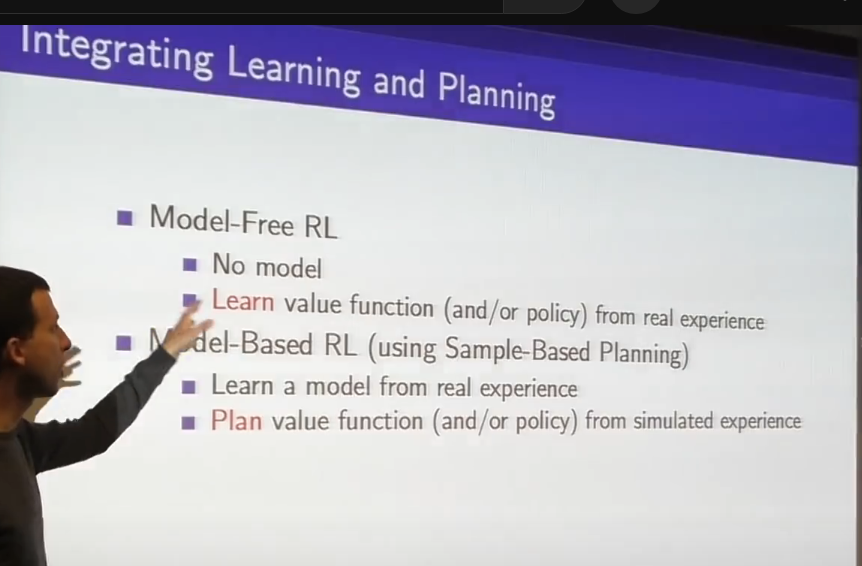 Integrating Learning and Planning
Model-Free RL
No model
Learn value function (and/or policy) from real experience
Model-Based RL (using Sample-Based Planning)
Learn a model from real experience
Plan value function (and/or policy) from simulated experience